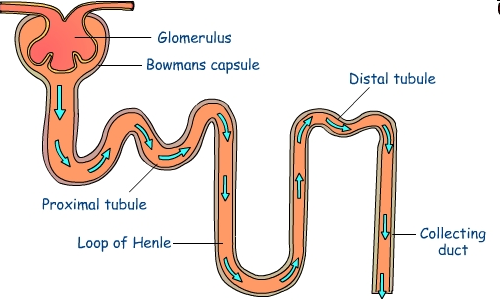 Glomerulus
Bowmans capsule
Distal tubule
Proximal tubule
Loop of Henle
Collecting
duct